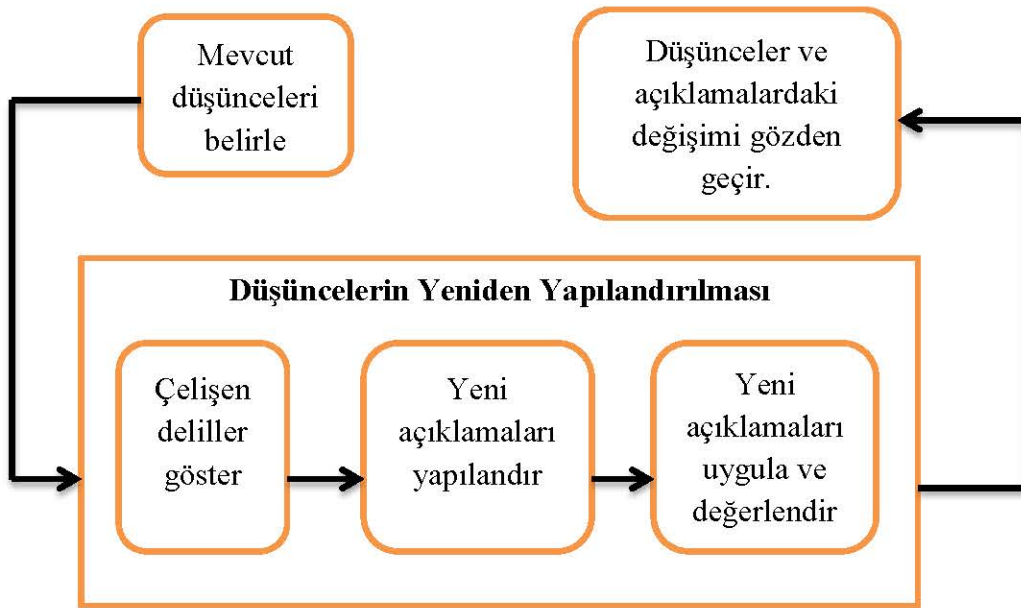 Mevcut
düşünceleri
belirle
Düşünceler ve
açıklamalardaki
değişimi gözden
geçir.
Düşüncelerin Yeniden Yapılandırılması
Çelişen
deliller
göster
Yeni
açıklamaları
yapılandır
Yeni
açıklamaları
uygula ve
değerlendir